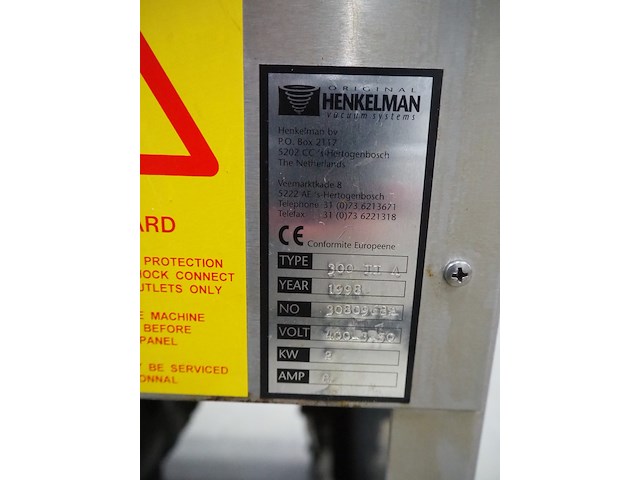 ARD
PROTECTION
OCK CONNECT
UTLETS ONLY
E MACHINE
BEFORE
PANEL
Y BE SERVICED
ONNAL
ORIGINAL
HENKELMAN
vacuum systems
Henkelman bv
P.O. Box 2117
5202 CC 's-Hertogenbosch
The Netherlands
Veemarktkade 8
5222 AE 's-Hertogenbosch
Telephone 31 (0)73 6213671
Telefax 31 (0)73 6221318
CE Conformite Europeene
TYPE
YEAR 1998
NO
VOLT
KW 2
AMP